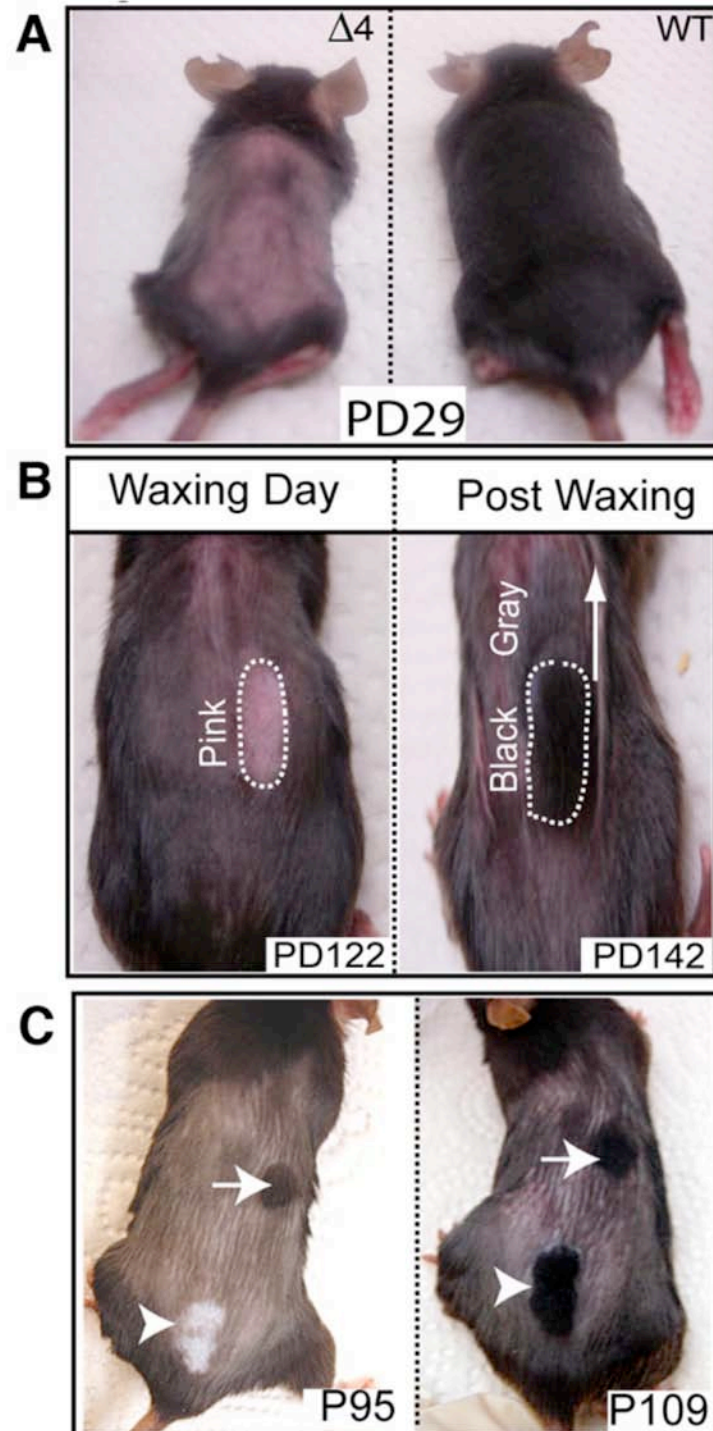 A
Δ4
WT
PD29
B
Waxing Day
Post Waxing
Pink
Black Gray
PD122
PD142
C
P95
P109